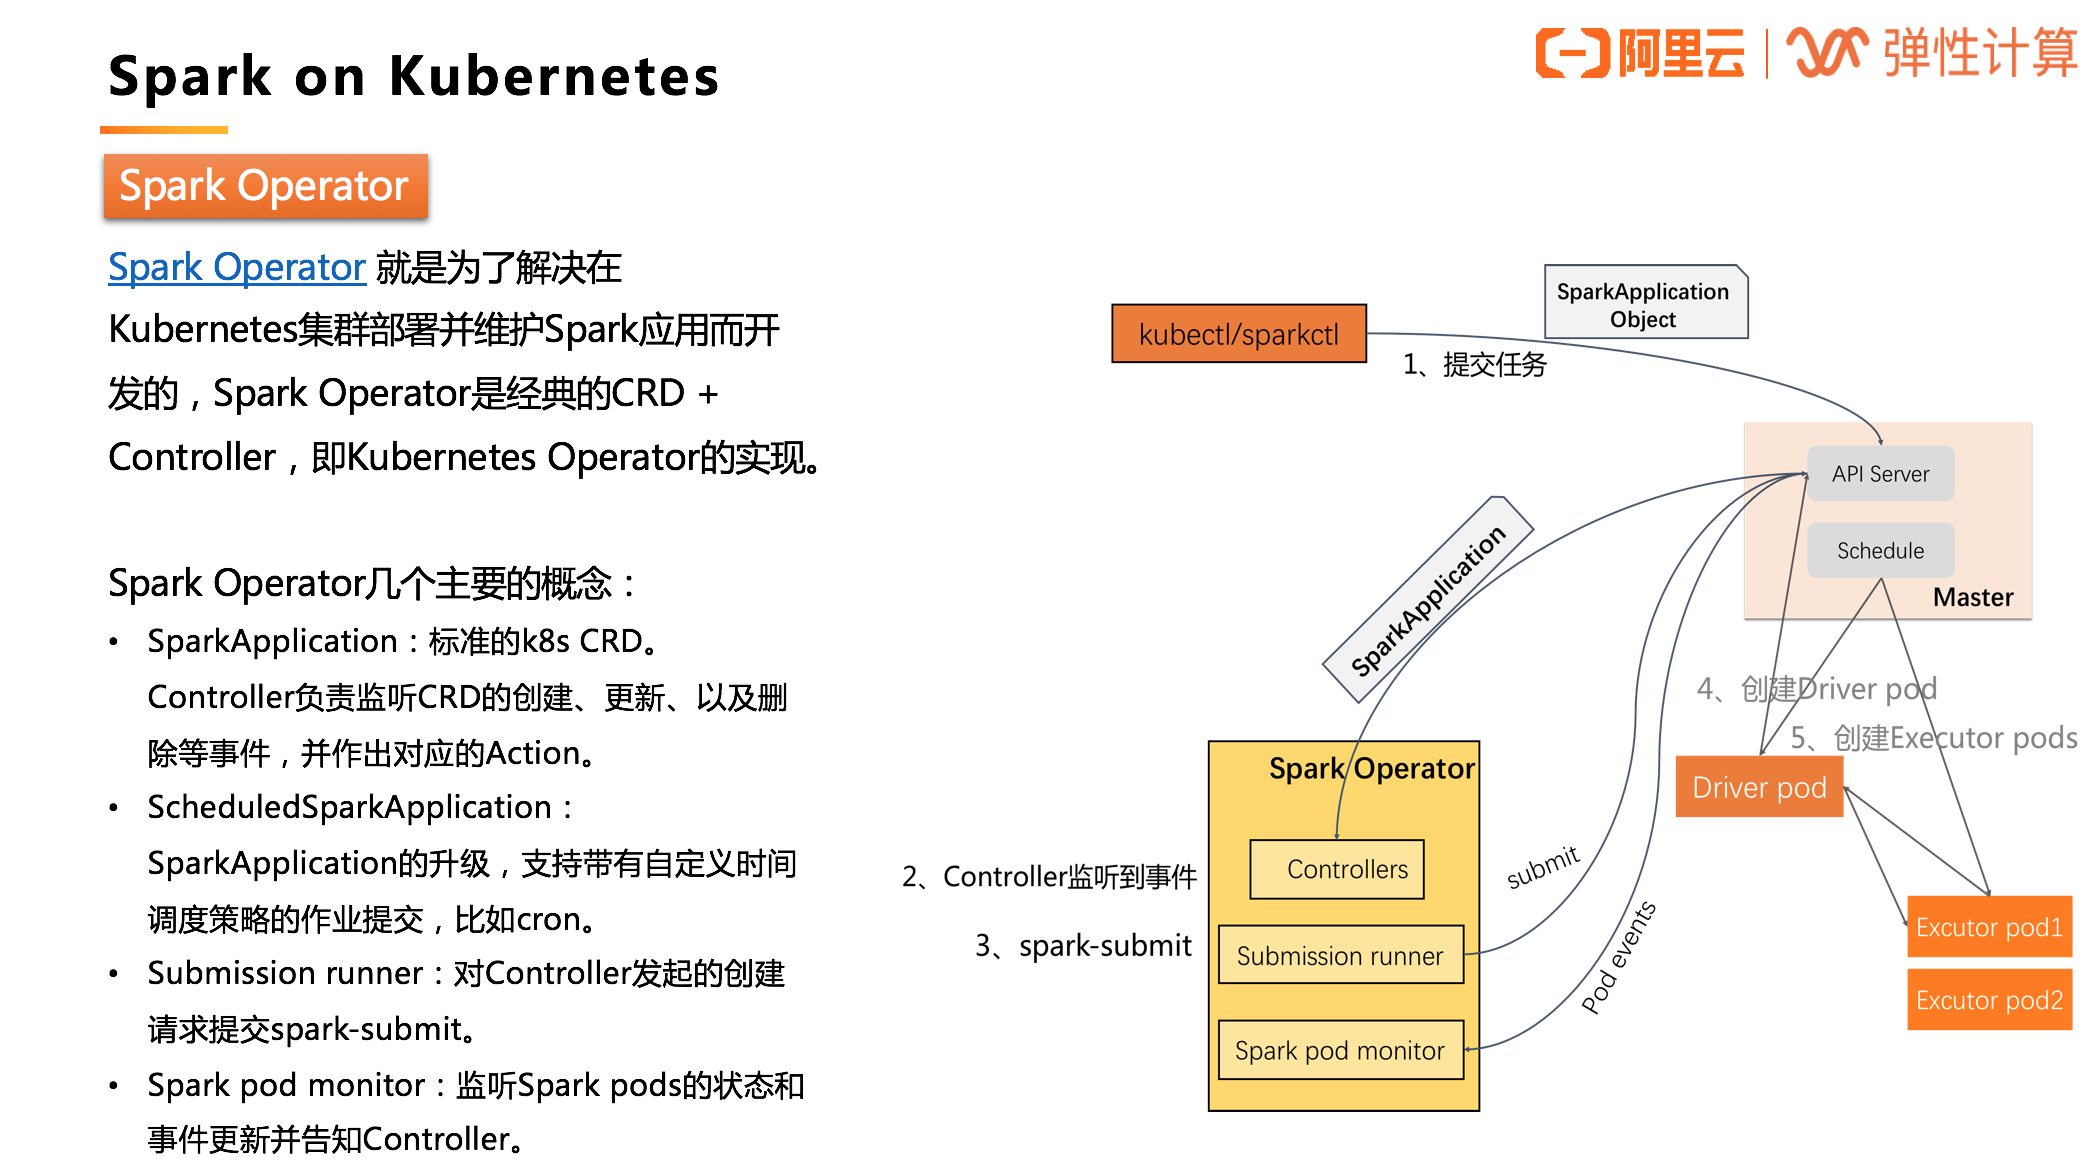 Spark on Kubernetes
阿里云
弹性计算
Spark Operator
Spark Operator 就是为了解决在
Kubernetes集群部署并维护Spark应用而开
发的，Spark Operator是经典的CRD +
Controller，即Kubernetes Operator的实现。
Spark Operator几个主要的概念：
• SparkApplication：标准的k8s CRD。
Controller负责监听CRD的创建、更新、以及删
除等事件，并作出对应的Action。
• ScheduledSparkApplication：
SparkApplication的升级，支持带有自定义时间
调度策略的作业提交，比如cron。
• Submission runner：对Controller发起的创建
请求提交spark-submit。
• Spark pod monitor：监听Spark pods的状态和
事件更新并告知Controller。
SparkApplication
Object
kubectl/sparkctl
1、提交任务
API Server
Schedule
Master
SparkApplication
4、创建Driver pod
5、创建Executor pods
Driver pod
Spark Operator
Controllers
2、Controller监听到事件
submit
Submission runner
3、spark-submit
Pod events
Spark pod monitor
Excutor pod1
Excutor pod2